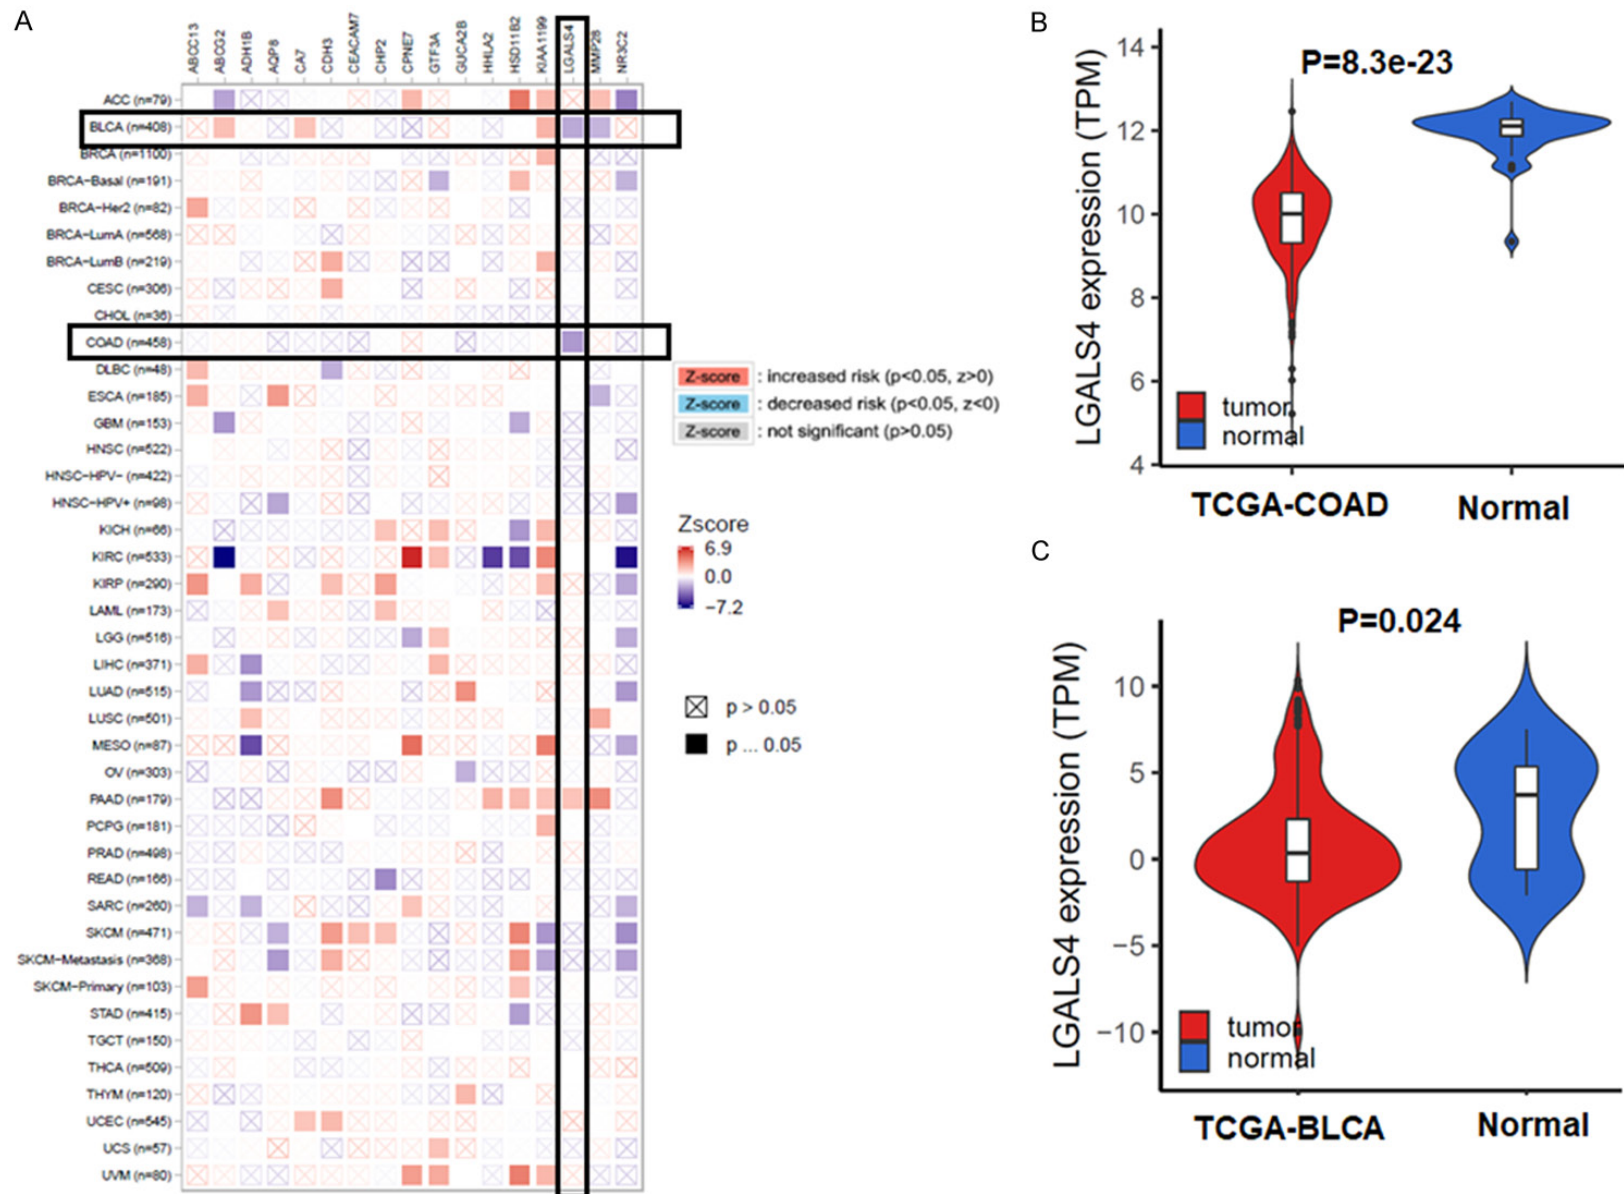 A
ABCC13 ABCG2 ADH1B AQP8 CA7 CDH3 CEACAM7 CHP2 CPNE7 GTF3A GUCA2B HHLA2 HSD11B2 KIAA1199 LGALS4 MMP28 NR3C2
ACC (n=79)
BLCA (n=408)
BRCA (n=1100)
BRCA-Basal (n=191)
BRCA-Her2 (n=82)
BRCA-LumA (n=568)
BRCA-LumB (n=219)
CESC (n=306)
CHOL (n=36)
COAD (n=458)
DLBC (n=48)
ESCA (n=185)
GBM (n=153)
HNSC (n=522)
HNSC-HPV- (n=422)
HNSC-HPV+ (n=98)
KICH (n=66)
KIRC (n=533)
KIRP (n=290)
LAML (n=173)
LGG (n=516)
LIHC (n=371)
LUAD (n=515)
LUSC (n=501)
MESO (n=87)
OV (n=303)
PAAD (n=179)
PCPG (n=181)
PRAD (n=498)
READ (n=166)
SARC (n=260)
SKCM (n=471)
SKCM-Metastasis (n=368)
SKCM-Primary (n=103)
STAD (n=415)
TGCT (n=150)
THCA (n=509)
THYM (n=120)
UCEC (n=545)
UCS (n=57)
UVM (n=80)
Z-score : increased risk (p<0.05, z>0)
Z-score : decreased risk (p<0.05, z<0)
Z-score : not significant (p>0.05)
Zscore
6.9
0.0
-7.2
p > 0.05
p ... 0.05
B
P=8.3e-23
LGALS4 expression (TPM)
14
12
10
8
6
4
tumor
normal
TCGA-COAD Normal
C
P=0.024
LGALS4 expression (TPM)
10
5
0
-5
-10
tumor
normal
TCGA-BLCA Normal